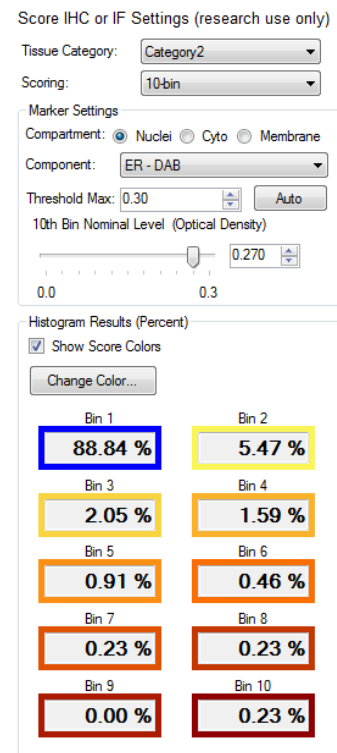 Score IHC or IF Settings (research use only)
Tissue Category: Category2
Scoring: 10-bin
Marker Settings
Compartment: Nuclei Cyto Membrane
Component: ER - DAB
Threshold Max: 0.30 Auto
10th Bin Nominal Level (Optical Density)
0.270
0.0 0.3
Histogram Results (Percent)
Show Score Colors
Change Color...
Bin 1 Bin 2
88.84 % 5.47 %
Bin 3 Bin 4
2.05 % 1.59 %
Bin 5 Bin 6
0.91 % 0.46 %
Bin 7 Bin 8
0.23 % 0.23 %
Bin 9 Bin 10
0.00 % 0.23 %